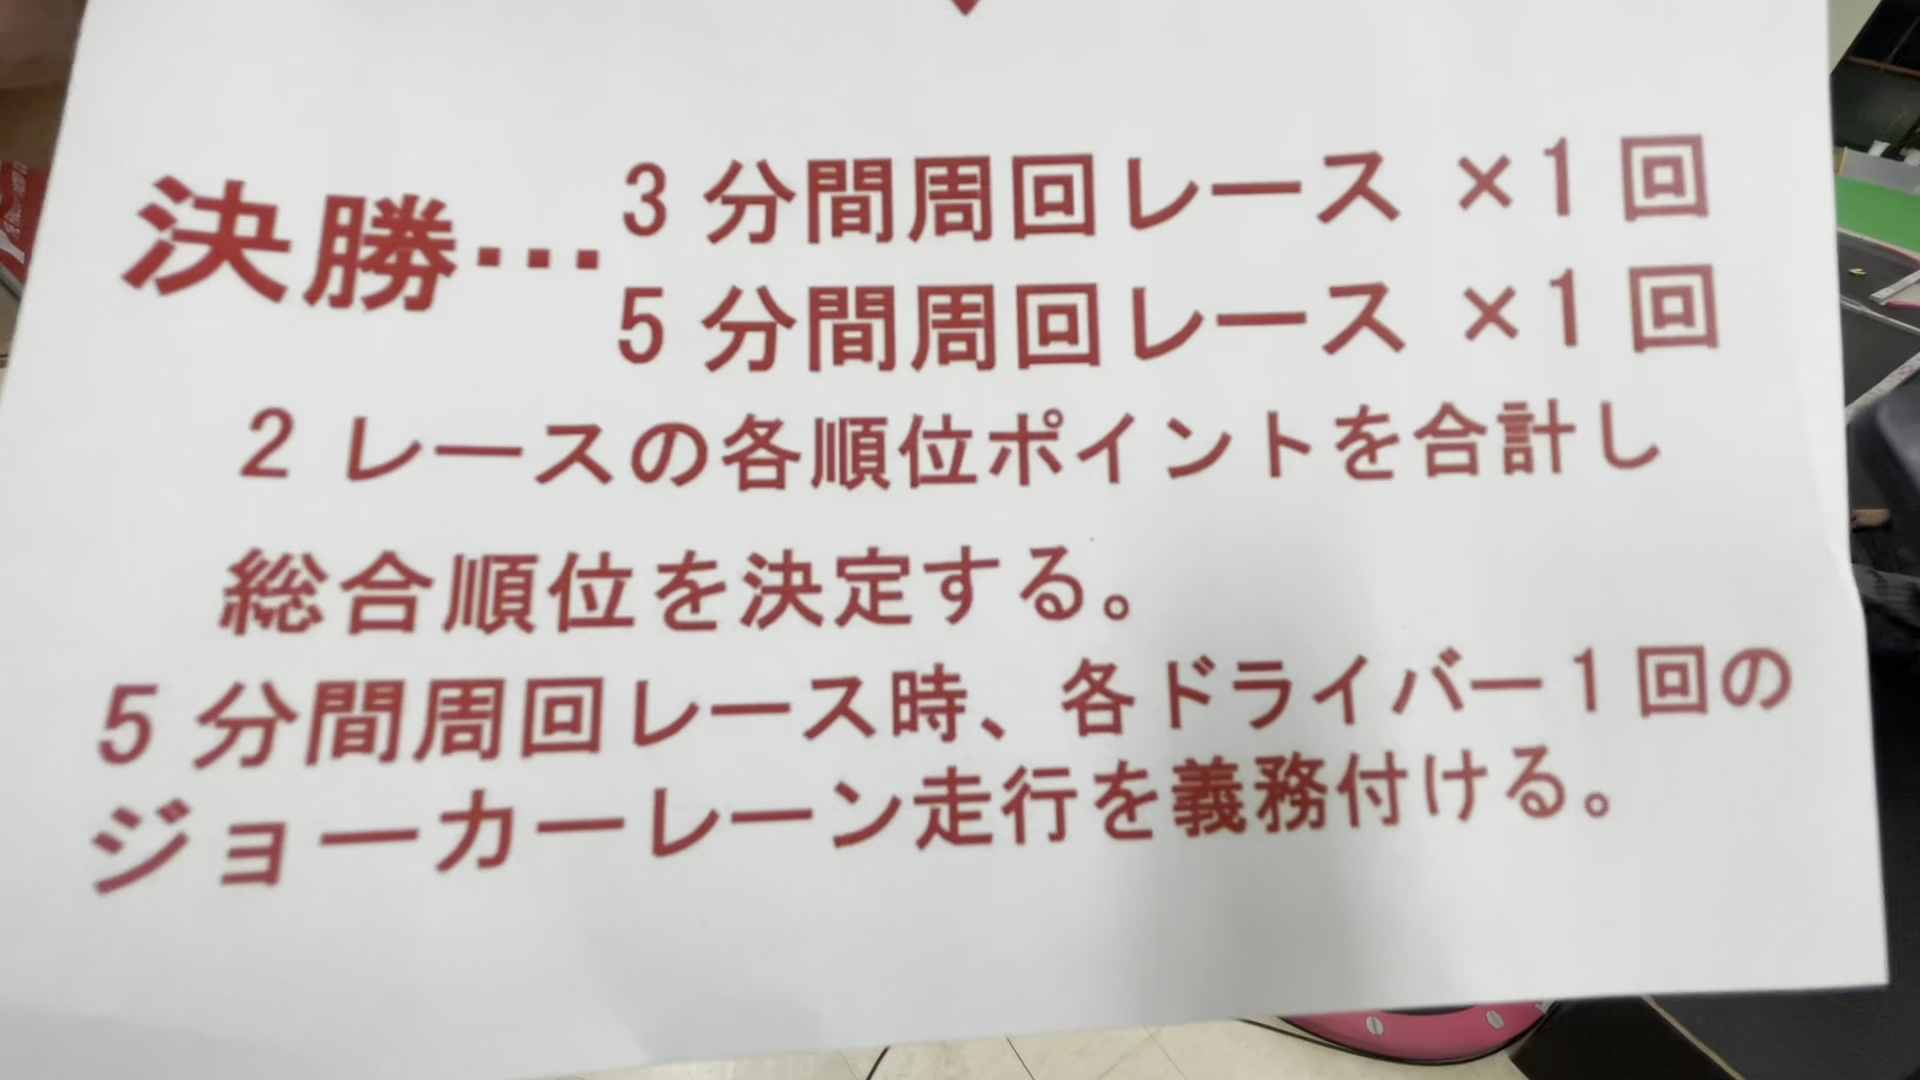 決勝…3分間周回レース ×1回
5分間周回レース ×1回
2レースの各順位ポイントを合計し
総合順位を決定する。
5分間周回レース時、各ドライバー1回の
ジョーカーレーン走行を義務付ける。